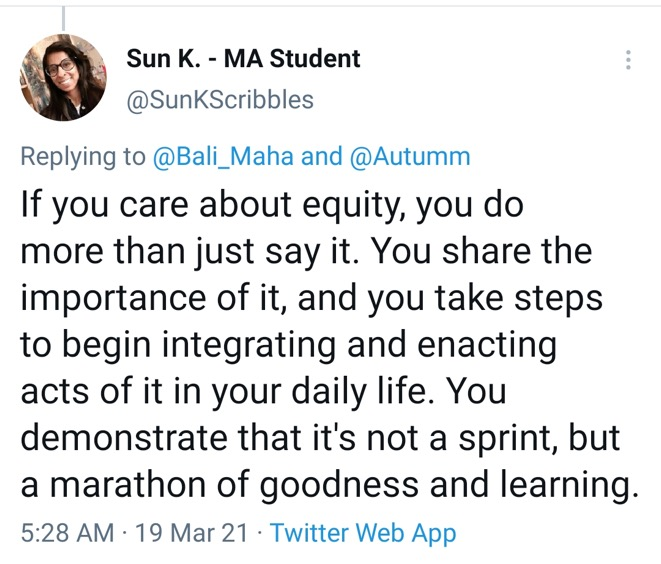 Sun K. - MA Student
@SunKScribbles
Replying to @Bali_Maha and @Autumm
If you care about equity, you do
more than just say it. You share the
importance of it, and you take steps
to begin integrating and enacting
acts of it in your daily life. You
demonstrate that it's not a sprint, but
a marathon of goodness and learning.
5:28 AM · 19 Mar 21 · Twitter Web App